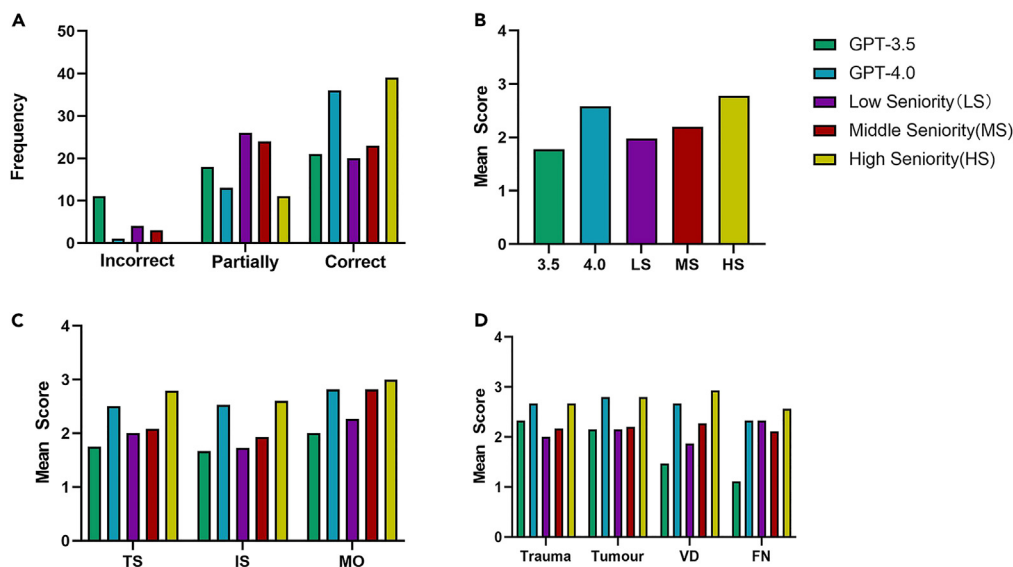 A
50
40
30
20
10
0
Frequency
Incorrect Partially Correct
B
4
3
2
1
0
Mean Score
3.5 4.0 LS MS HS
GPT-3.5
GPT-4.0
Low Seniority（LS）
Middle Seniority(MS)
High Seniority(HS)
C
4
3
2
1
0
Mean Score
TS IS MO
D
4
3
2
1
0
Mean Score
Trauma Tumour VD FN